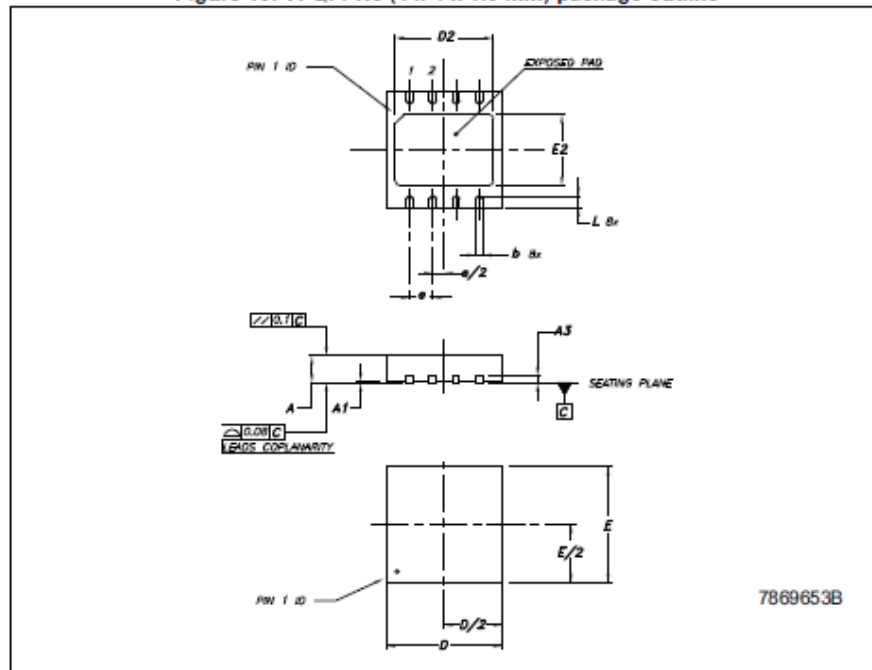 D2
PIN 1 ID
EXPOSED PAD
1 2
E2
L 8x
b 8x
e/2
e
// 0.1 C
A3
SEATING PLANE
A
A1
C
0.08 C
LEADS COPLANARITY
E
E/2
PIN 1 ID
7869653B
D/2
D